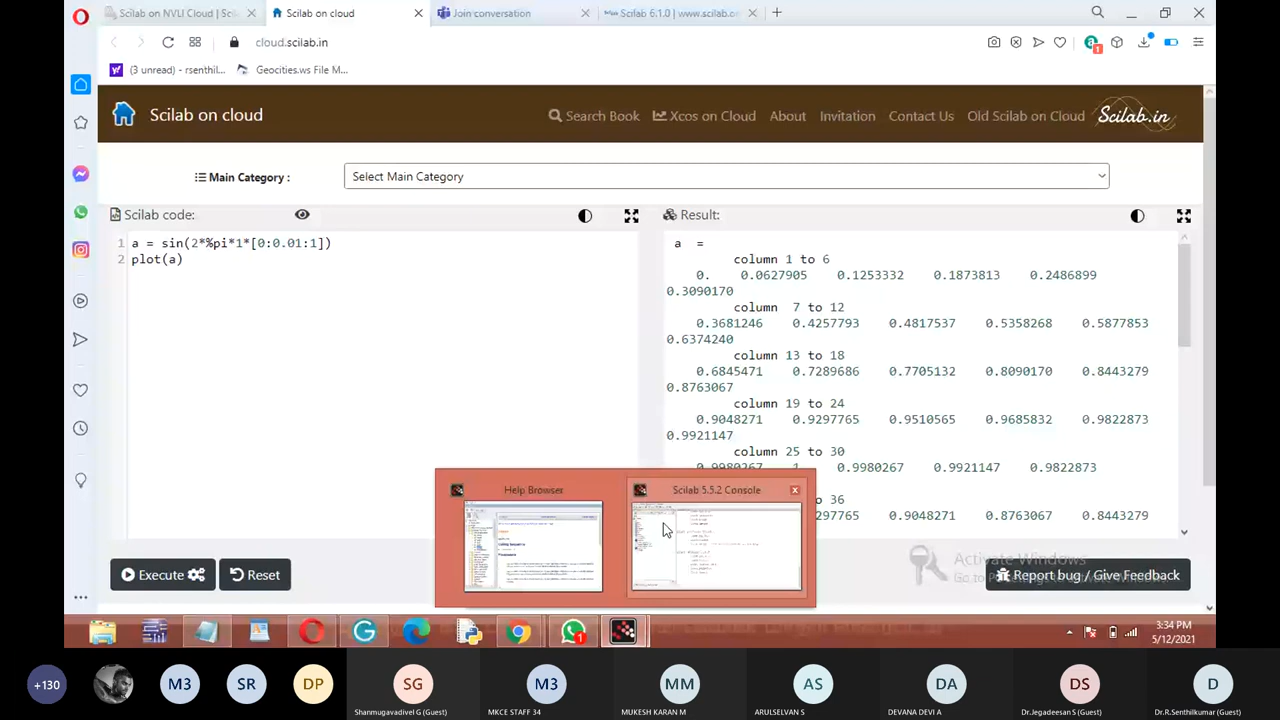 Scilab on NVLI Cloud | Scil
Scilab on cloud
Join conversation
Scilab 6.1.0 | www.scilab.or
cloud.scilab.in
(3 unread) - rsenthil...
Geocities.ws File M...
Scilab on cloud
Search Book
Xcos on Cloud
About
Invitation
Contact Us
Old Scilab on Cloud
Scilab.in
Main Category :
Select Main Category
Scilab code:
Result:
1 a = sin(2*%pi*1*[0:0.01:1])
2 plot(a)
a =
column 1 to 6
0. 0.0627905 0.1253332 0.1873813 0.2486899
0.3090170
column 7 to 12
0.3681246 0.4257793 0.4817537 0.5358268 0.5877853
0.6374240
column 13 to 18
0.6845471 0.7289686 0.7705132 0.8090170 0.8443279
0.8763067
column 19 to 24
0.9048271 0.9297765 0.9510565 0.9685832 0.9822873
0.9921147
column 25 to 30
0.9980267 1. 0.9980267 0.9921147 0.9822873
36
297765 0.9048271 0.8763067 0.8443279
Help Browser
Scilab 5.5.2 Console
Execute
Reset
Activate Windows
Report bug / Give Feedback
3:34 PM
5/12/2021
+130
M3
SR
DP
SG
M3
MM
AS
DA
DS
D
Shanmugavadivel G (Guest)
MKCE STAFF 34
MUKESH KARAN M
ARULSELVAN S
DEVANA DEVI A
Dr.Jegadeesan S (Guest)
Dr.R.Senthilkumar (Guest)